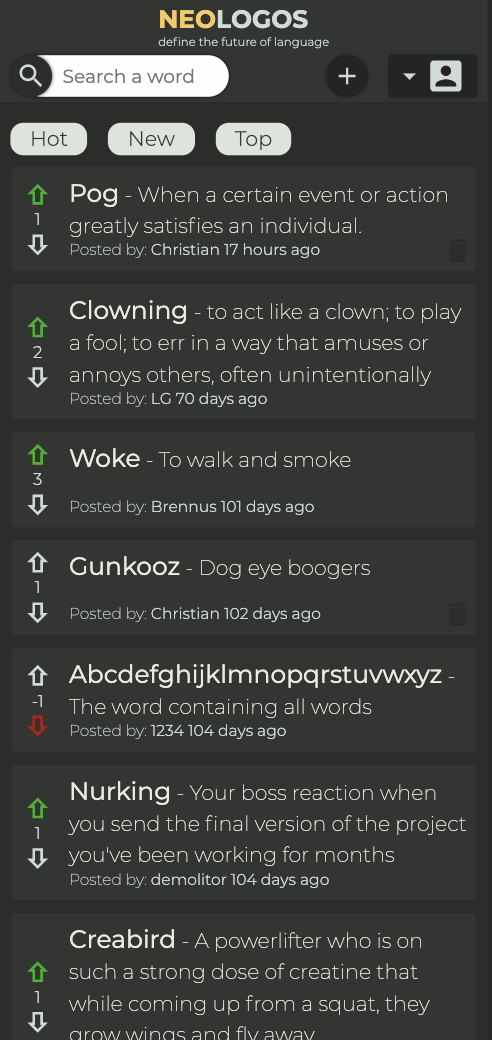 NEOLOGOS
define the future of language
Search a word
Hot New Top
Pog - When a certain event or action
greatly satisfies an individual.
1
Posted by: Christian 17 hours ago
Clowning - to act like a clown; to play
a fool; to err in a way that amuses or
annoys others, often unintentionally
2
Posted by: LG 70 days ago
Woke - To walk and smoke
3
Posted by: Brennus 101 days ago
Gunkooz - Dog eye boogers
1
Posted by: Christian 102 days ago
Abcdefghijklmnopqrstuvwxyz -
The word containing all words
-1
Posted by: 1234 104 days ago
Nurking - Your boss reaction when
you send the final version of the project
you've been working for months
1
Posted by: demolitor 104 days ago
Creabird - A powerlifter who is on
such a strong dose of creatine that
while coming up from a squat, they
grow wings and fly away
1